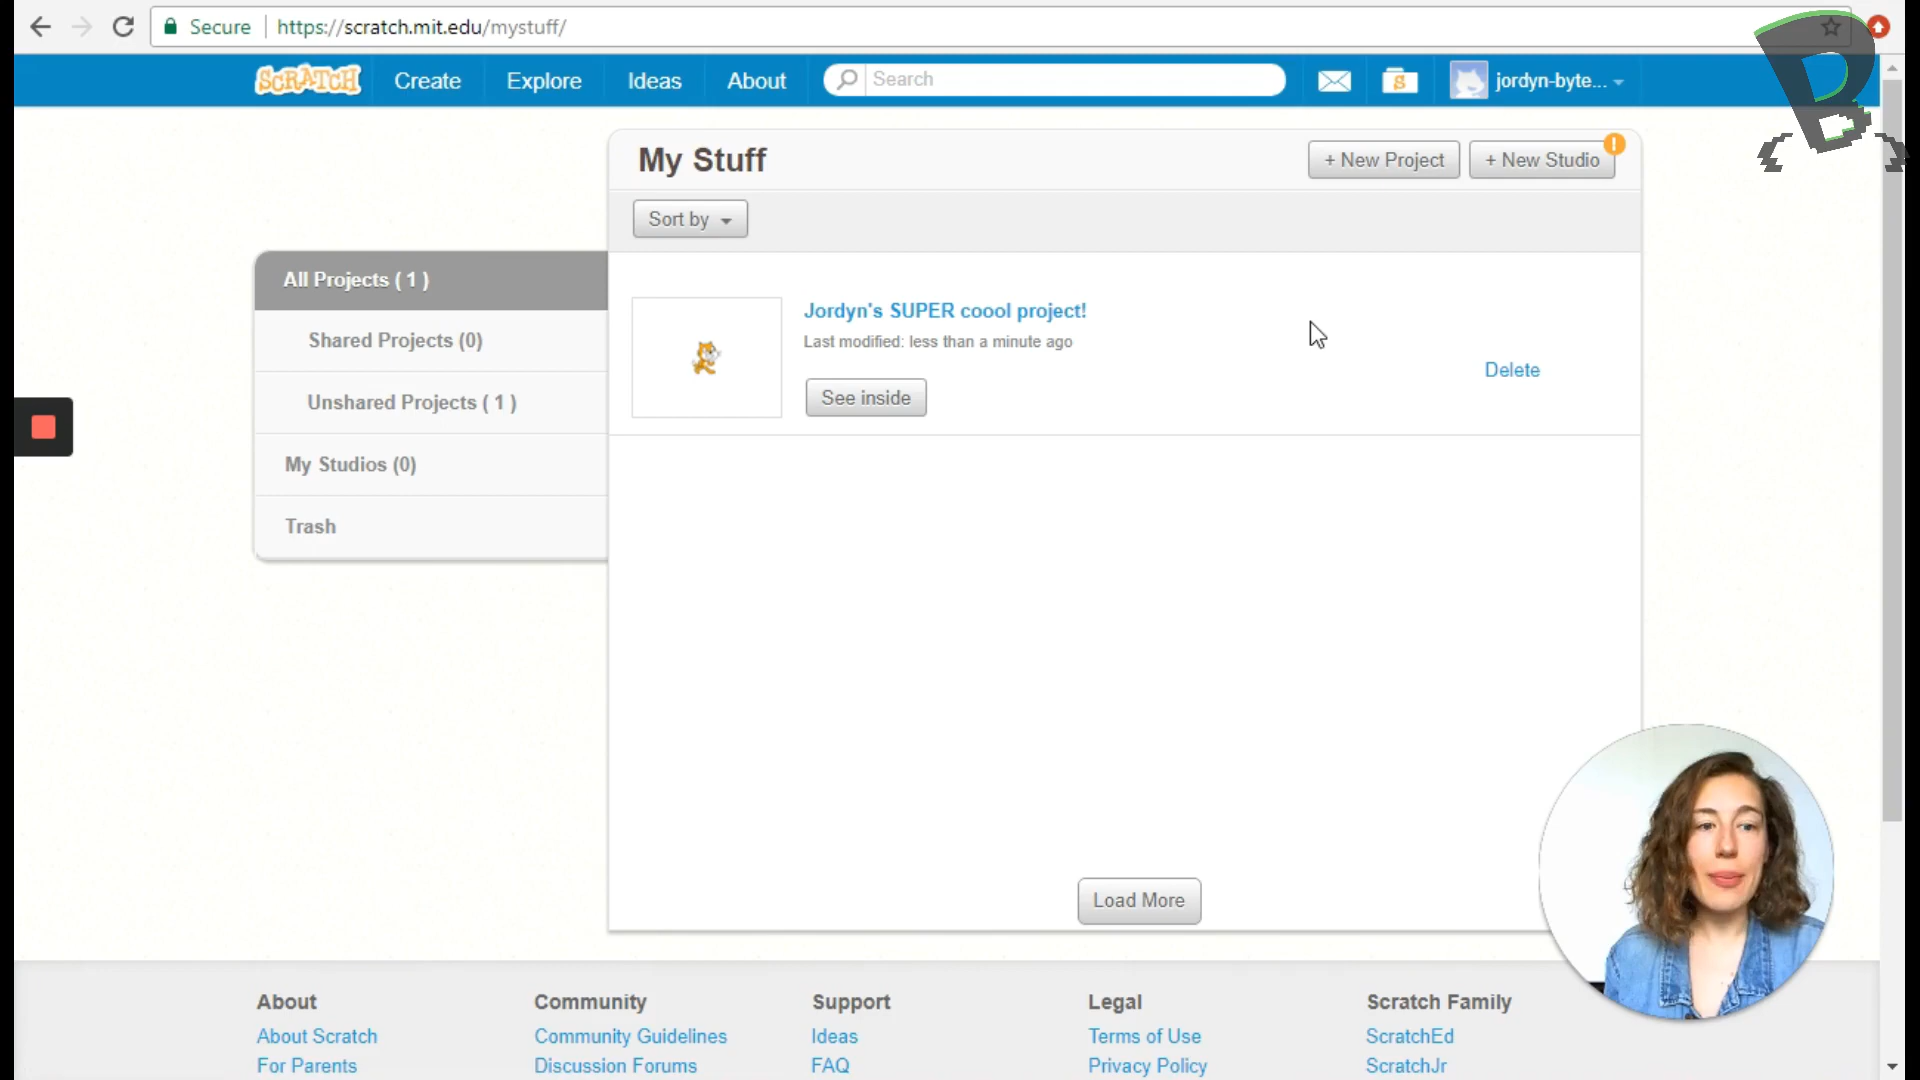 Secure https://scratch.mit.edu/mystuff/
SCRATCH Create Explore Ideas About Search S jordyn-byte...
My Stuff + New Project + New Studio !
Sort by
All Projects ( 1 )
Shared Projects (0)
Unshared Projects ( 1 )
My Studios (0)
Trash
Jordyn's SUPER coool project!
Last modified: less than a minute ago
See inside
Delete
Load More
About Community Support Legal Scratch Family
About Scratch Community Guidelines Ideas Terms of Use ScratchEd
For Parents Discussion Forums FAQ Privacy Policy ScratchJr
B